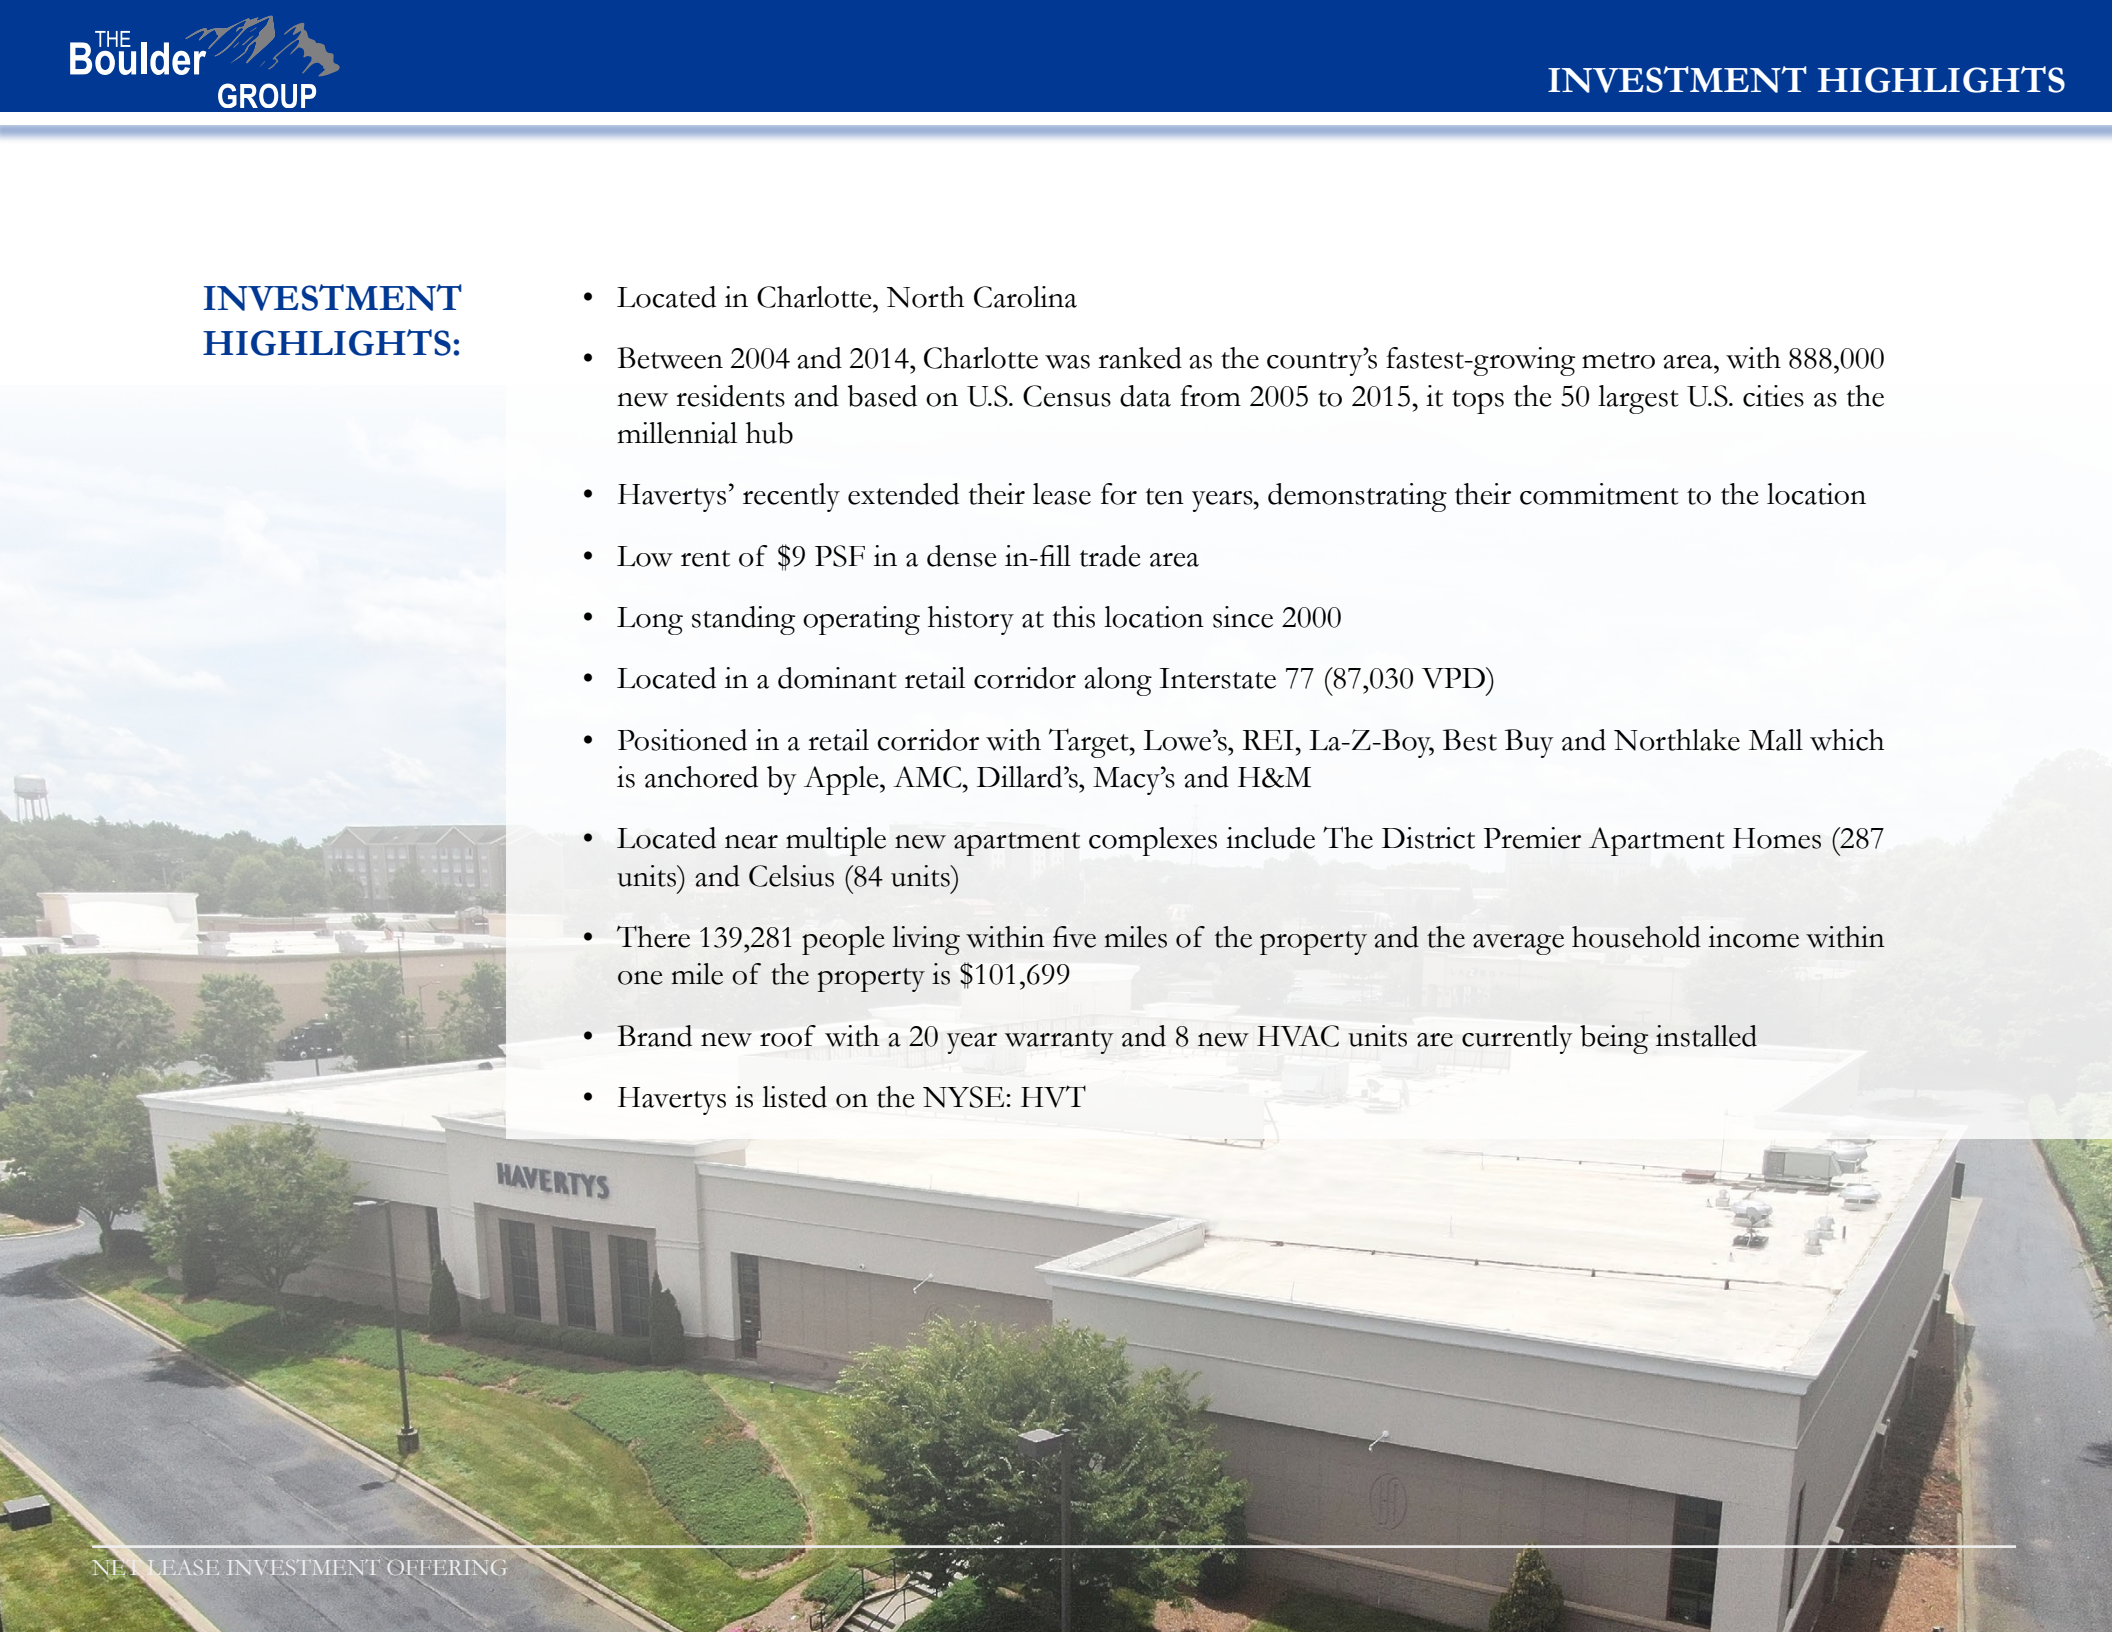 THE
Boulder
GROUP
INVESTMENT HIGHLIGHTS
INVESTMENT
HIGHLIGHTS:
• Located in Charlotte, North Carolina
• Between 2004 and 2014, Charlotte was ranked as the country’s fastest-growing metro area, with 888,000
new residents and based on U.S. Census data from 2005 to 2015, it tops the 50 largest U.S. cities as the
millennial hub
• Havertys’ recently extended their lease for ten years, demonstrating their commitment to the location
• Low rent of $9 PSF in a dense in-fill trade area
• Long standing operating history at this location since 2000
• Located in a dominant retail corridor along Interstate 77 (87,030 VPD)
• Positioned in a retail corridor with Target, Lowe’s, REI, La-Z-Boy, Best Buy and Northlake Mall which
is anchored by Apple, AMC, Dillard’s, Macy’s and H&M
• Located near multiple new apartment complexes include The District Premier Apartment Homes (287
units) and Celsius (84 units)
• There 139,281 people living within five miles of the property and the average household income within
one mile of the property is $101,699
• Brand new roof with a 20 year warranty and 8 new HVAC units are currently being installed
• Havertys is listed on the NYSE: HVT
HAVERTYS
NET LEASE INVESTMENT OFFERING